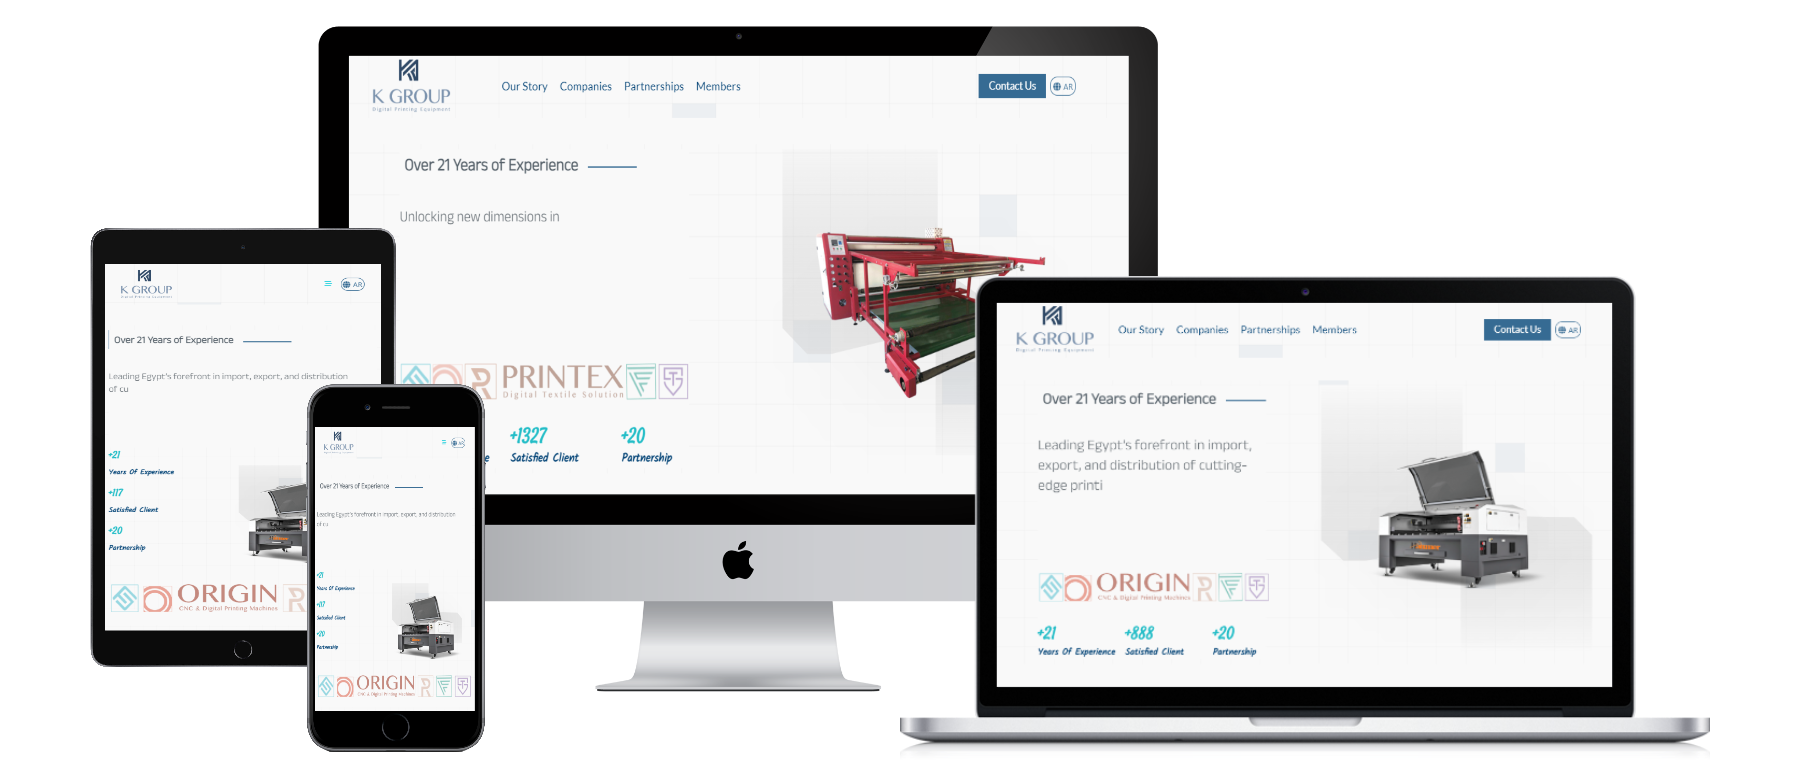 K GROUP
Digital Printing Equipment
Our Story Companies Partnerships Members
Contact Us
AR
Over 21 Years of Experience
Unlocking new dimensions in
PRINTEX
Digital Textile Solution
+1327
+20
e
Satisfied Client
Partnership
K GROUP
Digital Printing Equipment
AR
Over 21 Years of Experience
Leading Egypt's forefront in import, export, and distribution
of cu
+21
Years Of Experience
+117
Satisfied Client
+20
Partnership
ORIGIN
CNC & Digital Printing Machines
K GROUP
AR
Over 21 Years of Experience
Leading Egypt's forefront in import, export, and distribution
of cu
Years Of Experience
+117
Satisfied Client
+20
Partnership
ORIGIN
CNC & Digital Printing Machines
K GROUP
Digital Printing Equipment
Our Story Companies Partnerships Members
Contact Us
AR
Over 21 Years of Experience
Leading Egypt's forefront in import,
export, and distribution of cutting-
edge printi
ORIGIN
CNC & Digital Printing Machines
+21
+888
+20
Years Of Experience
Satisfied Client
Partnership